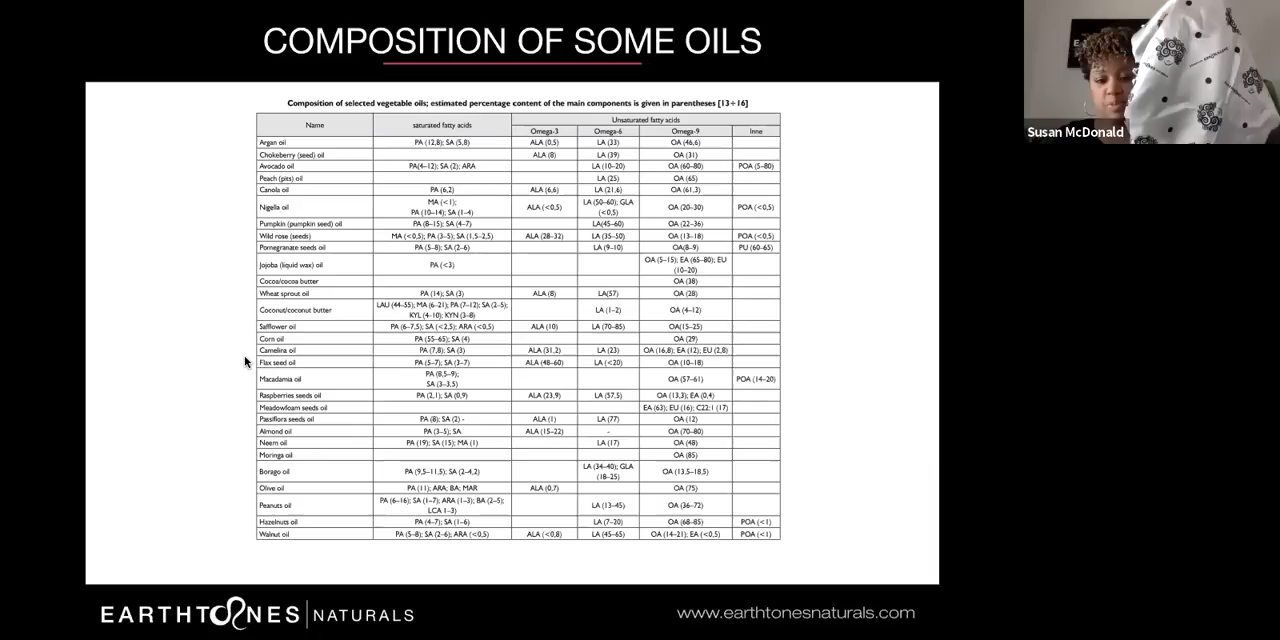 COMPOSITION OF SOME OILS
Susan McDonald
Composition of selected vegetable oils; estimated percentage content of the main components is given in parentheses [13÷16]
Name saturated fatty acids Unsaturated fatty acids
Omega-3 Omega-6 Omega-9 Inne
Argan oil PA (12,8); SA (5,8) ALA (0,5) LA (33) OA (46,6)
Chokeberry (seed) oil ALA (8) LA (39) OA (31)
Avocado oil PA(4–12); SA (2); ARA LA (10–20) OA (60–80) POA (5–80)
Peach (pits) oil LA (25) OA (65)
Canola oil PA (6,2) ALA (6,6) LA (21,6) OA (61,3)
Nigella oil MA (<1); PA (10–14); SA (1–4) ALA (<0,5) LA (50–60); GLA (<0,5) OA (20–30) POA (<0,5)
Pumpkin (pumpkin seed) oil PA (8–15); SA (4–7) LA(45–60) OA (22–36)
Wild rose (seeds) MA (<0,5); PA (3–5); SA (1,5–2,5) ALA (28–32) LA (35–50) OA (13–18) POA (<0,5)
Pomegranate seeds oil PA (5–8); SA (2–6) LA (9–10) OA(8–9) PU (60–65)
Jojoba (liquid wax) oil PA (<3) OA (5–15); EA (65–80); EU (10–20)
Cocoa/cocoa butter OA (38)
Wheat sprout oil PA (14); SA (3) ALA (8) LA(57) OA (28)
Coconut/coconut butter LAU (44–55); MA (6–21); PA (7–12); SA (2–5); KYL (4–10); KYN (3–8) LA (1–2) OA (4–12)
Safflower oil PA (6–7,5); SA (<2,5); ARA (<0,5) ALA (10) LA (70–85) OA(15–25)
Corn oil PA (55–65); SA (4) OA (29)
Camelina oil PA (7,8); SA (3) ALA (31,2) LA (23) OA (16,8); EA (12); EU (2,8)
Flax seed oil PA (5–7); SA (3–7) ALA (48–60) LA (<20) OA (10–18)
Macadamia oil PA (8,5–9); SA (3–3,5) OA (57–61) POA (14–20)
Raspberries seeds oil PA (2,1); SA (0,9) ALA (23,9) LA (57,5) OA (13,3); EA (0,4)
Meadowfoam seeds oil EA (63); EU (16); C22:1 (17)
Passiflora seeds oil PA (8); SA (2) - ALA (1) LA (77) OA (12)
Almond oil PA (3–5); SA ALA (15–22) - OA (70–80)
Neem oil PA (19); SA (15); MA (1) LA (17) OA (48)
Moringa oil OA (85)
Borago oil PA (9,5–11,5); SA (2–4,2) LA (34–40); GLA (18–25) OA (13,5–18,5)
Olive oil PA (11); ARA; BA; MAR ALA (0,7) OA (75)
Peanuts oil PA (6–16); SA (1–7); ARA (1–3); BA (2–5); LCA 1–3) LA (13–45) OA (36–72)
Hazelnuts oil PA (4–7); SA (1–6) LA (7–20) OA (68–85) POA (<1)
Walnut oil PA (5–8); SA (2–6); ARA (<0,5) ALA (<0,8) LA (45–65) OA (14–21); EA (<0,5) POA (<1)
EARTHTONES NATURALS
www.earthtonesnaturals.com